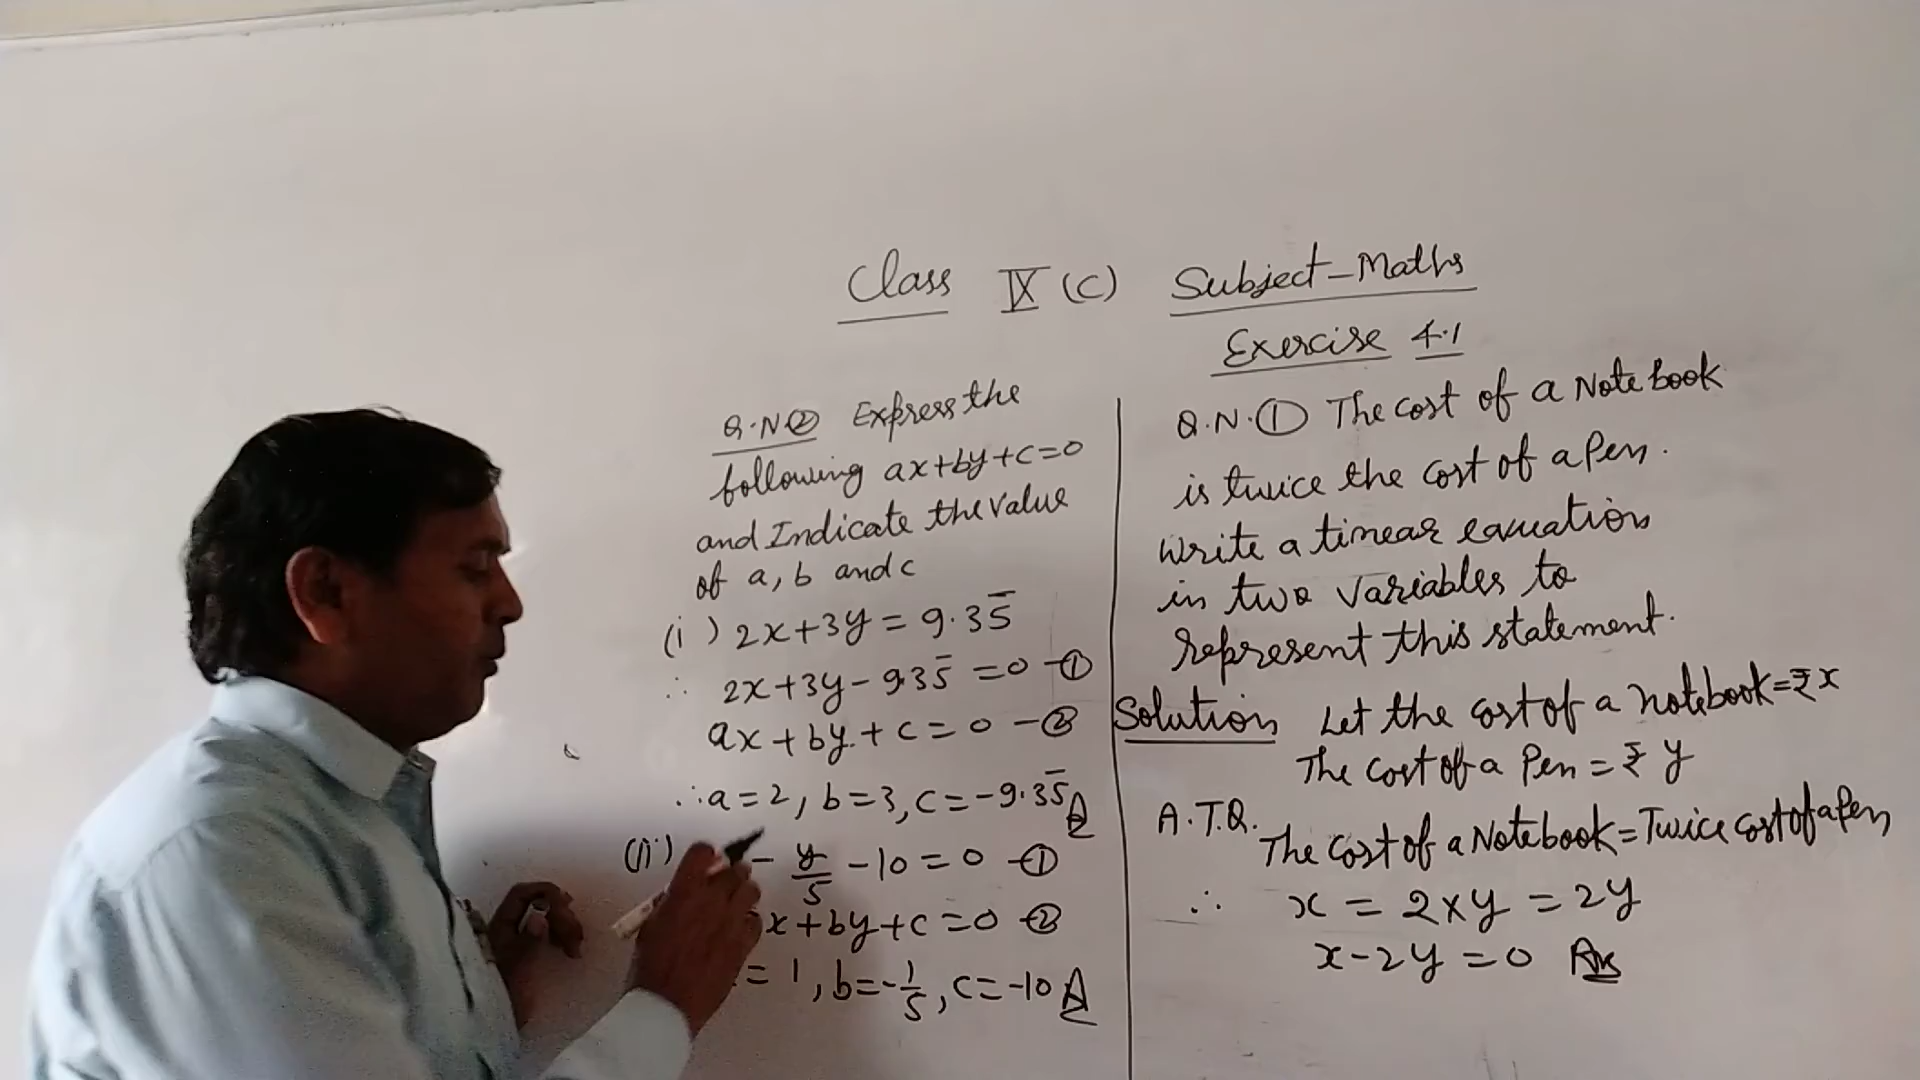 Class IX (C) Subject-Maths
Exercise 4.1
Q.N② Express the
following ax+by+c=0
and Indicate the value
of a, b and c
(i) 2x+3y = 9.35̅
∴ 2x+3y-9.35̅ =0 -①
ax+by+c=0 -②
∴ a=2, b=3, c=-9.35̅ A
(ii) - y/5 -10=0 -①
x+by+c=0 ②
= 1, b=-1/5, c=-10 A
Q.N.① The cost of a Note book
is twice the cost of a Pen.
Write a linear equation
in two variables to
represent this statement.
Solution Let the cost of a notebook=₹x
The cost of a Pen = ₹ y
A.T.Q. The cost of a Notebook=Twice cost of a Pen
∴ x = 2xy = 2y
x-2y=0 Ans